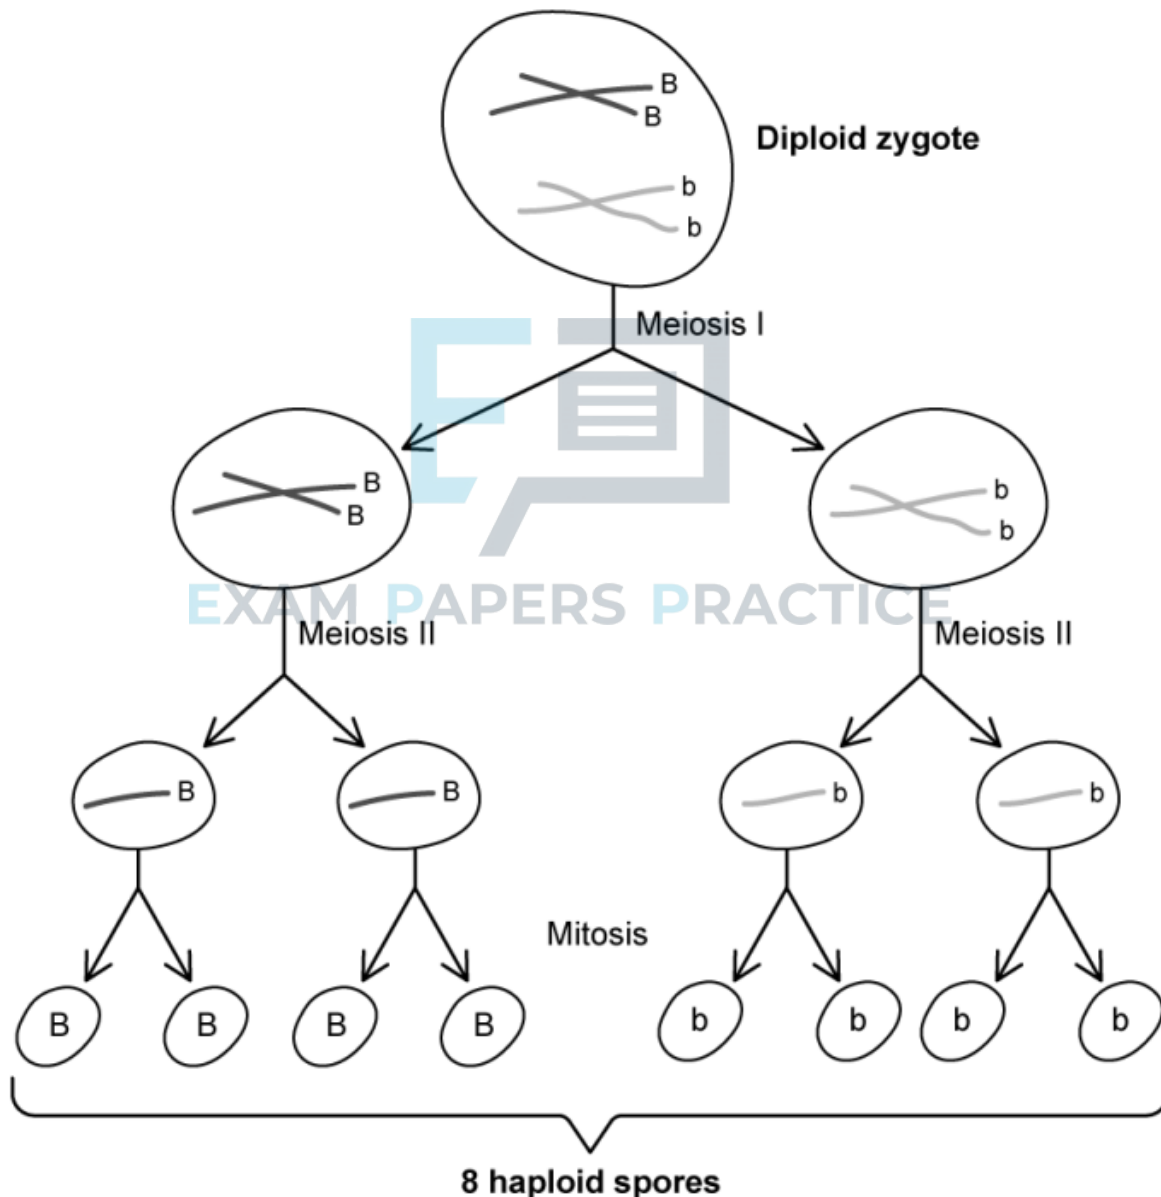 B
B
Diploid zygote
b
b
Meiosis I
B
B
b
b
EXAM PAPERS PRACTICE
Meiosis II
Meiosis II
B
B
b
b
Mitosis
B B B B b b b b
8 haploid spores